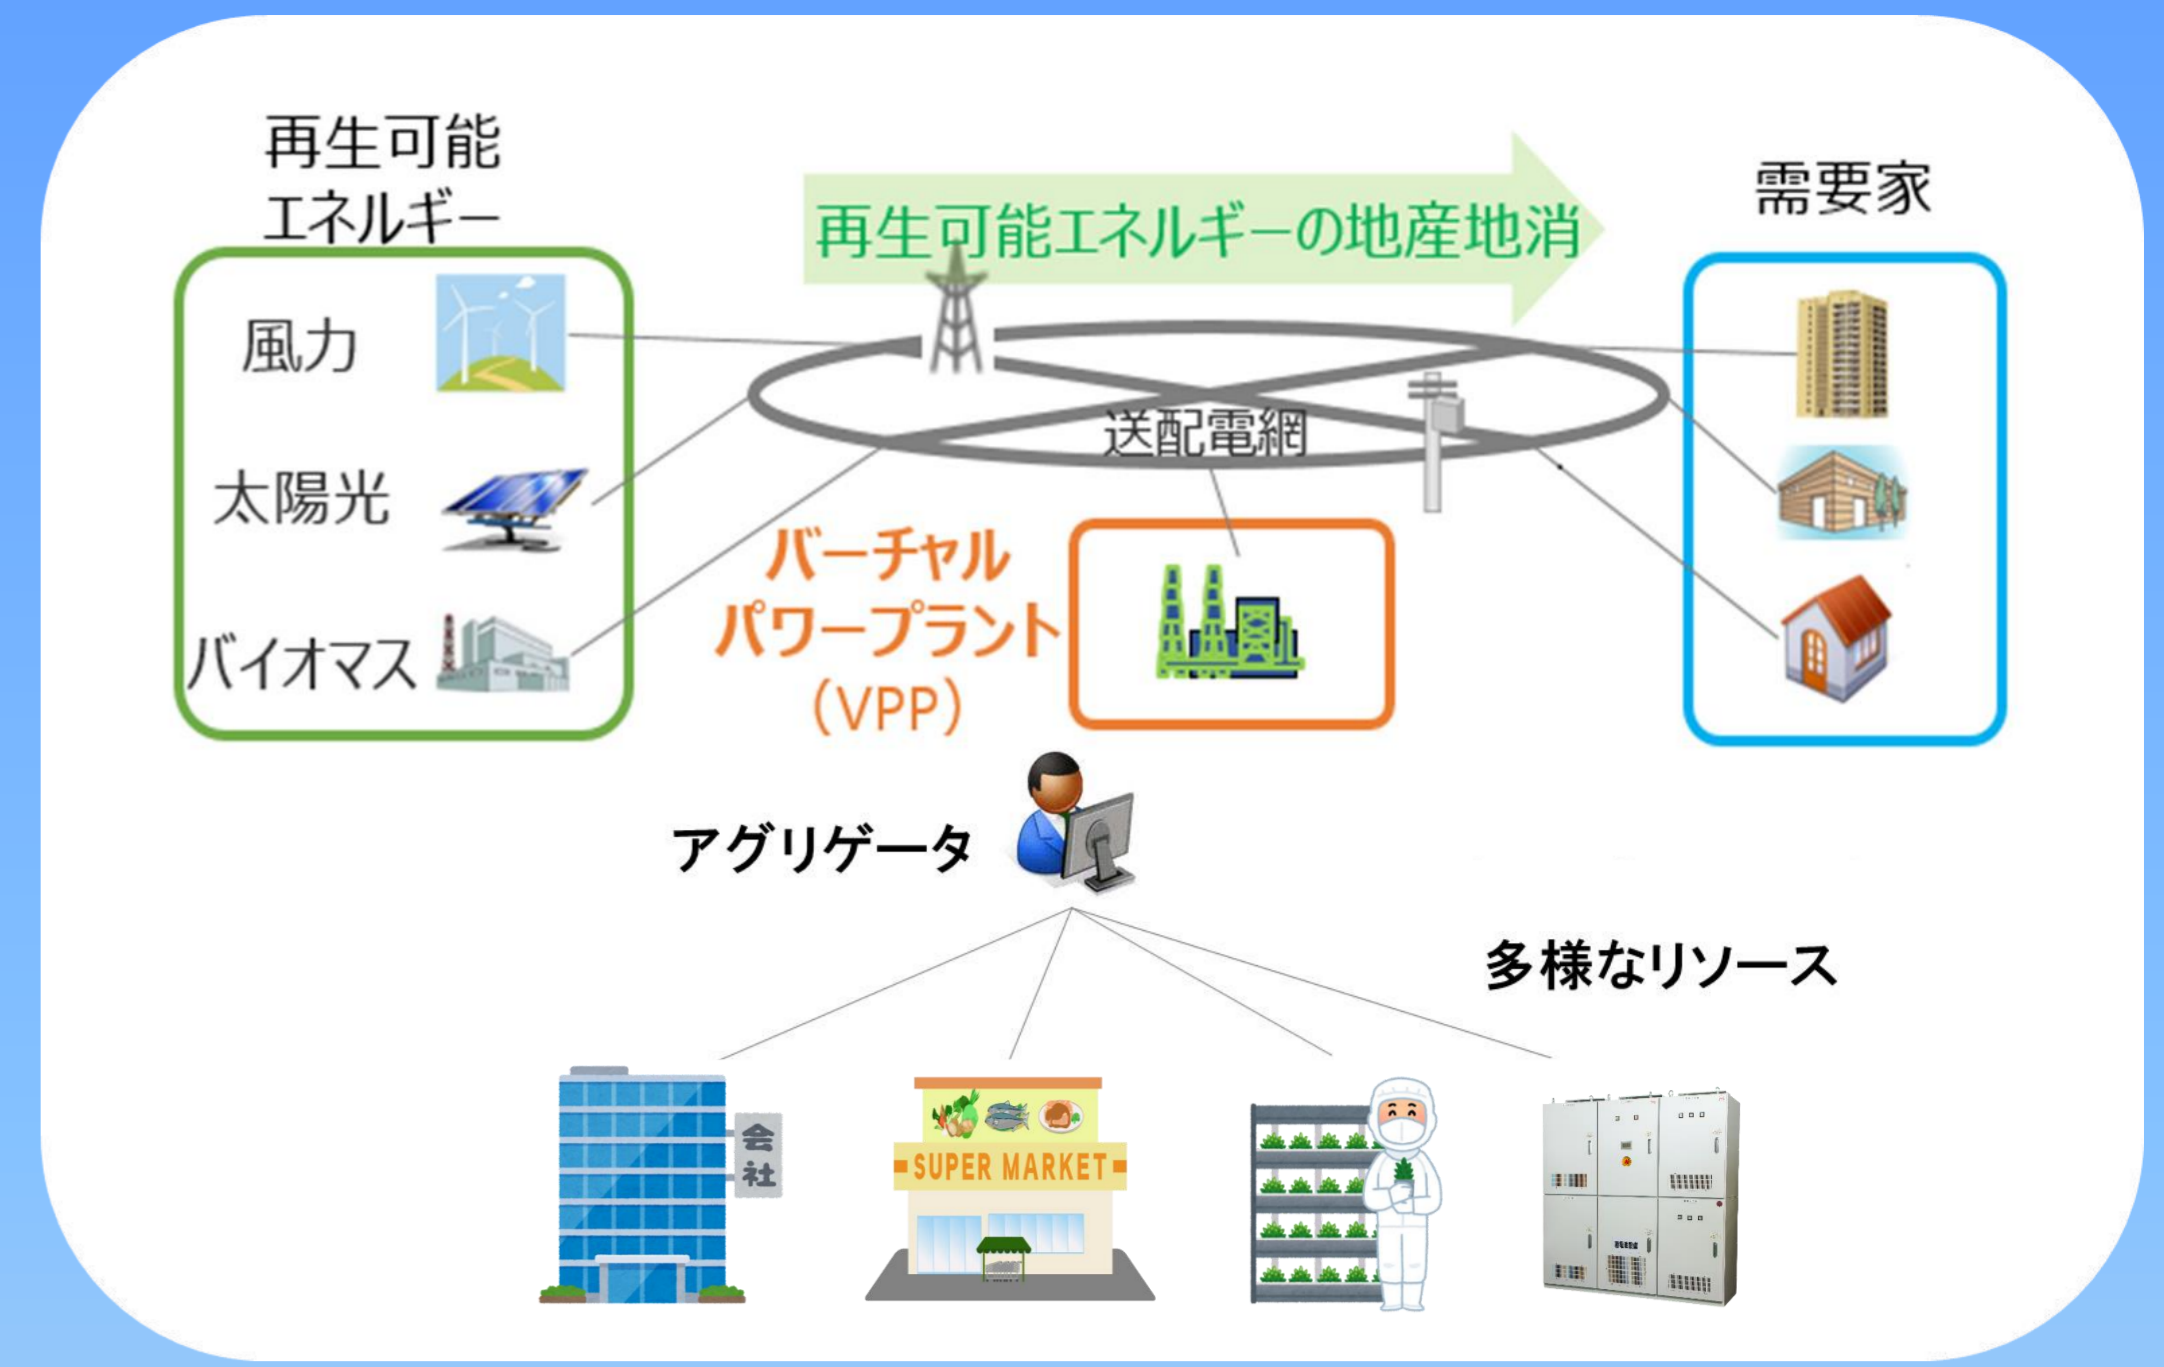 再生可能
エネルギー
再生可能エネルギーの地産地消
需要家
風力
太陽光
バイオマス
送配電網
バーチャル
パワープラント
（VPP）
アグリゲータ
多様なリソース
会
社
SUPER MARKET